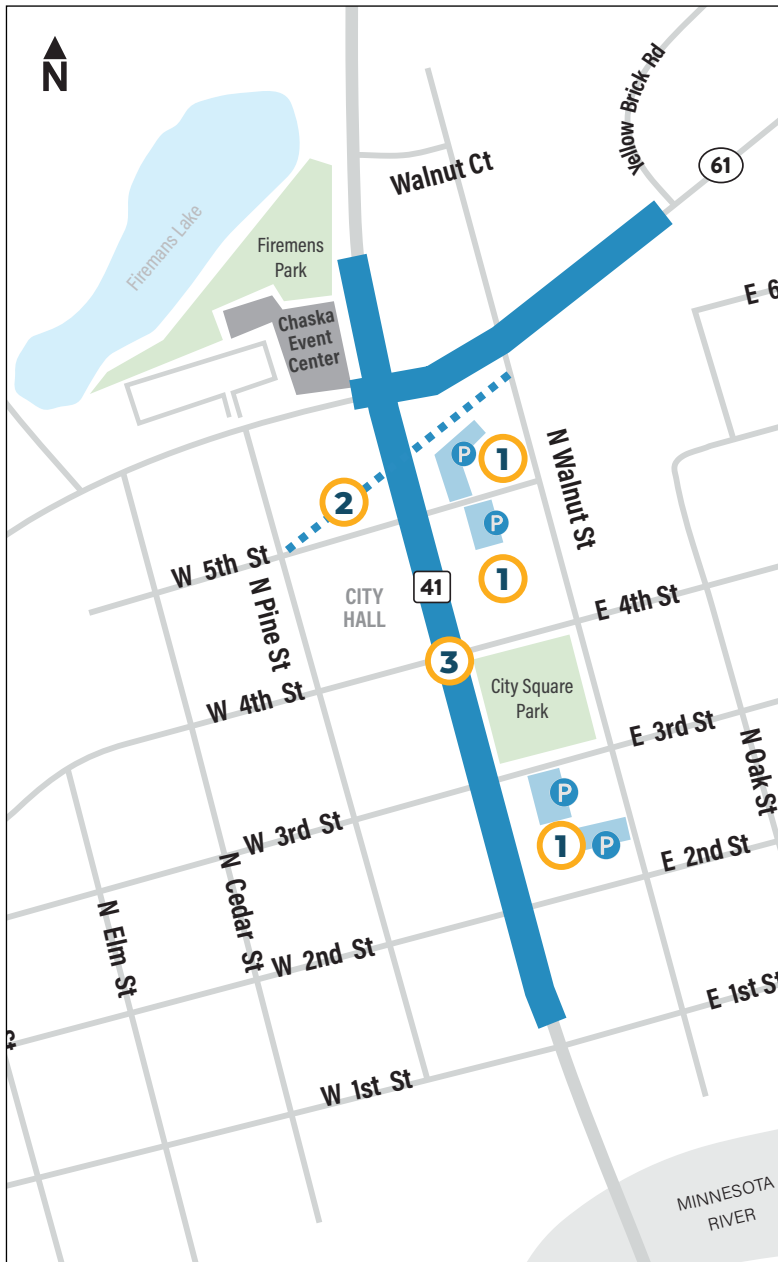 N
Yellow Brick Rd
61
Walnut Ct
Firemans Lake
Firemens
Park
E 6
Chaska
Event
Center
P
1
N Walnut St
2
P
W 5th St
1
41
CITY
HALL
N Pine St
E 4th St
3
W 4th St
City Square
Park
E 3rd St
N Oak St
P
W 3rd St
1
P
E 2nd St
N Cedar St
N Elm St
W 2nd St
E 1st St
W 1st St
MINNESOTA
RIVER